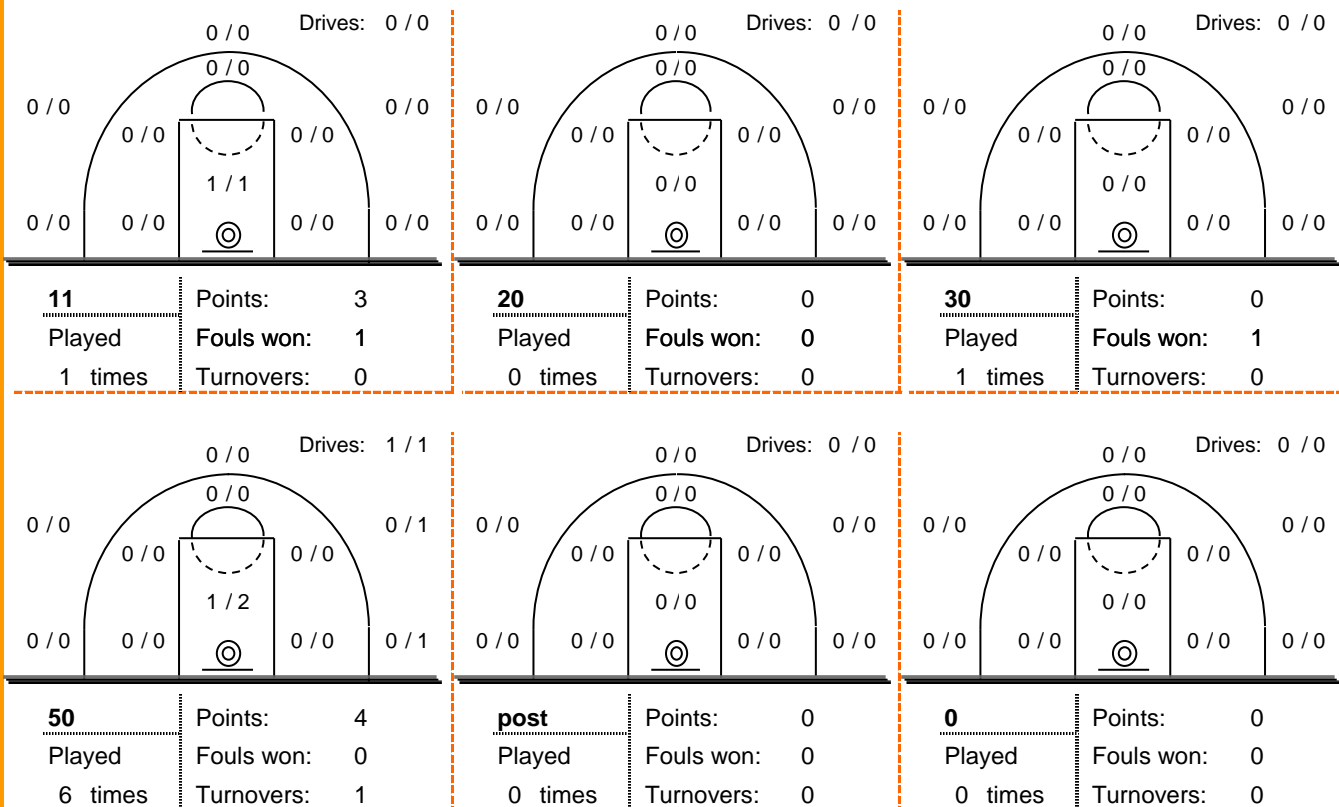 Drives: 0 / 0
0 / 0
0 / 0
0 / 0 0 / 0
0 / 0 0 / 0
1 / 1
0 / 0 0 / 0 0 / 0 0 / 0
11 Points: 3
Played Fouls won: 1
1 times Turnovers: 0
Drives: 0 / 0
0 / 0
0 / 0
0 / 0 0 / 0
0 / 0 0 / 0
0 / 0
0 / 0 0 / 0 0 / 0 0 / 0
20 Points: 0
Played Fouls won: 0
0 times Turnovers: 0
Drives: 0 / 0
0 / 0
0 / 0
0 / 0 0 / 0
0 / 0 0 / 0
0 / 0
0 / 0 0 / 0 0 / 0 0 / 0
30 Points: 0
Played Fouls won: 1
1 times Turnovers: 0
Drives: 1 / 1
0 / 0
0 / 0
0 / 0 0 / 1
0 / 0 0 / 0
1 / 2
0 / 0 0 / 0 0 / 0 0 / 1
50 Points: 4
Played Fouls won: 0
6 times Turnovers: 1
Drives: 0 / 0
0 / 0
0 / 0
0 / 0 0 / 0
0 / 0 0 / 0
0 / 0
0 / 0 0 / 0 0 / 0 0 / 0
post Points: 0
Played Fouls won: 0
0 times Turnovers: 0
Drives: 0 / 0
0 / 0
0 / 0
0 / 0 0 / 0
0 / 0 0 / 0
0 / 0
0 / 0 0 / 0 0 / 0 0 / 0
0 Points: 0
Played Fouls won: 0
0 times Turnovers: 0